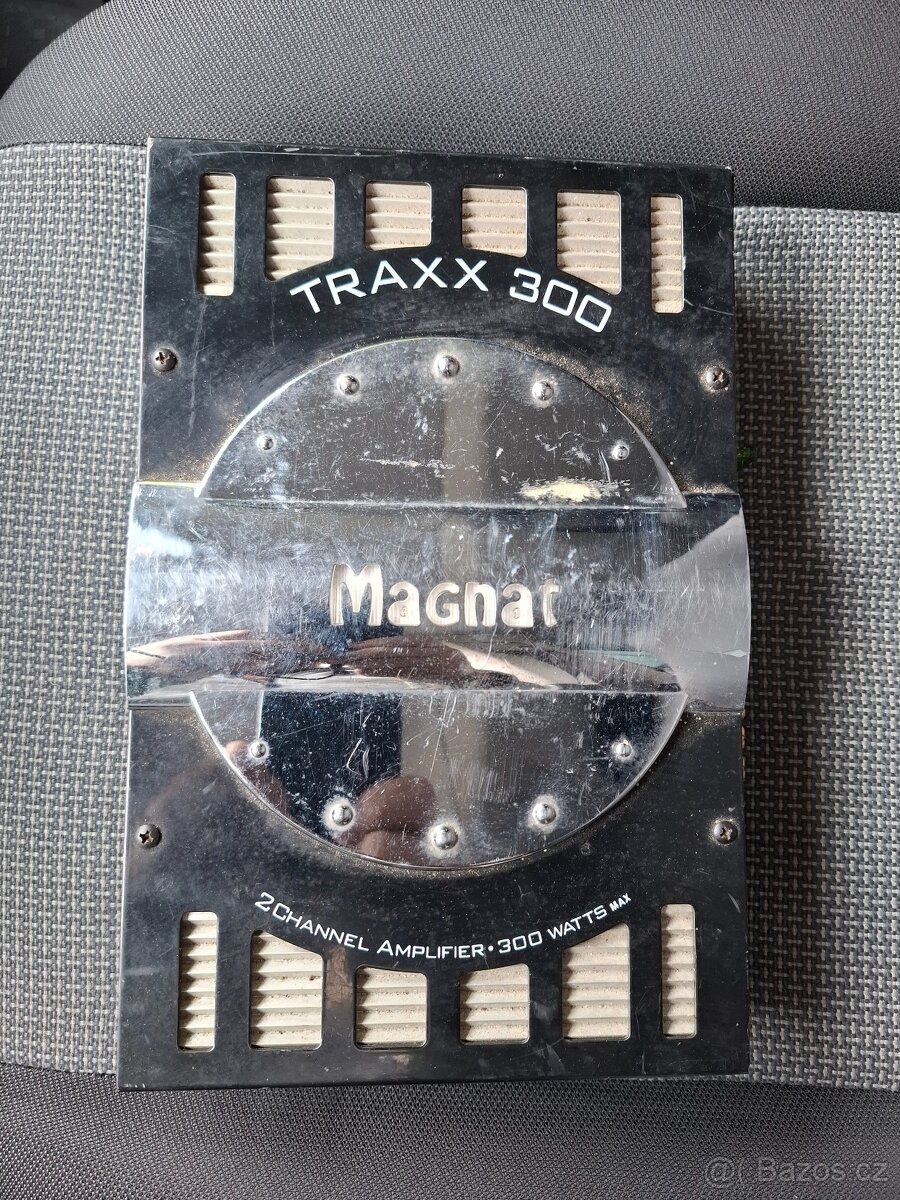 TRAXX 300
Magnat
2 CHANNEL AMPLIFIER • 300 WATTS MAX
@( Bazos.cz